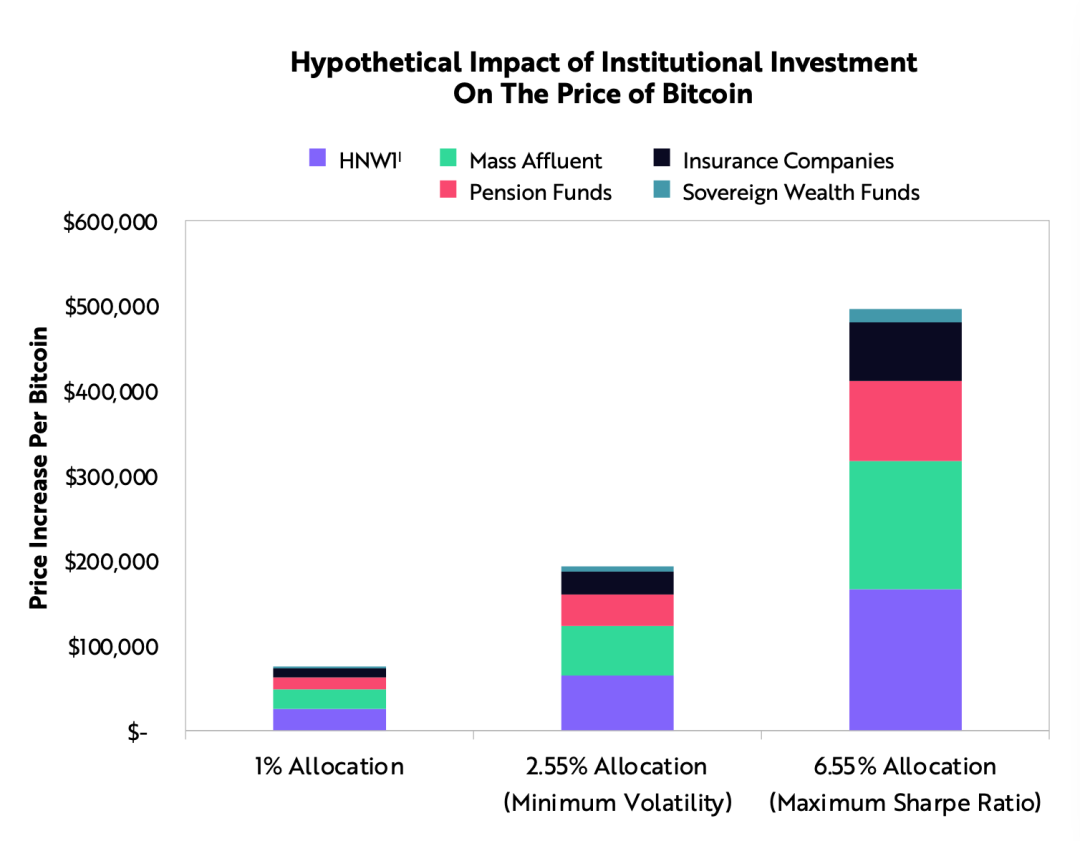 Hypothetical Impact of Institutional Investment
On The Price of Bitcoin
HNW1¹ Mass Affluent Insurance Companies
Pension Funds Sovereign Wealth Funds
Price Increase Per Bitcoin
$600,000
$500,000
$400,000
$300,000
$200,000
$100,000
$-
1% Allocation 2.55% Allocation 6.55% Allocation
(Minimum Volatility) (Maximum Sharpe Ratio)